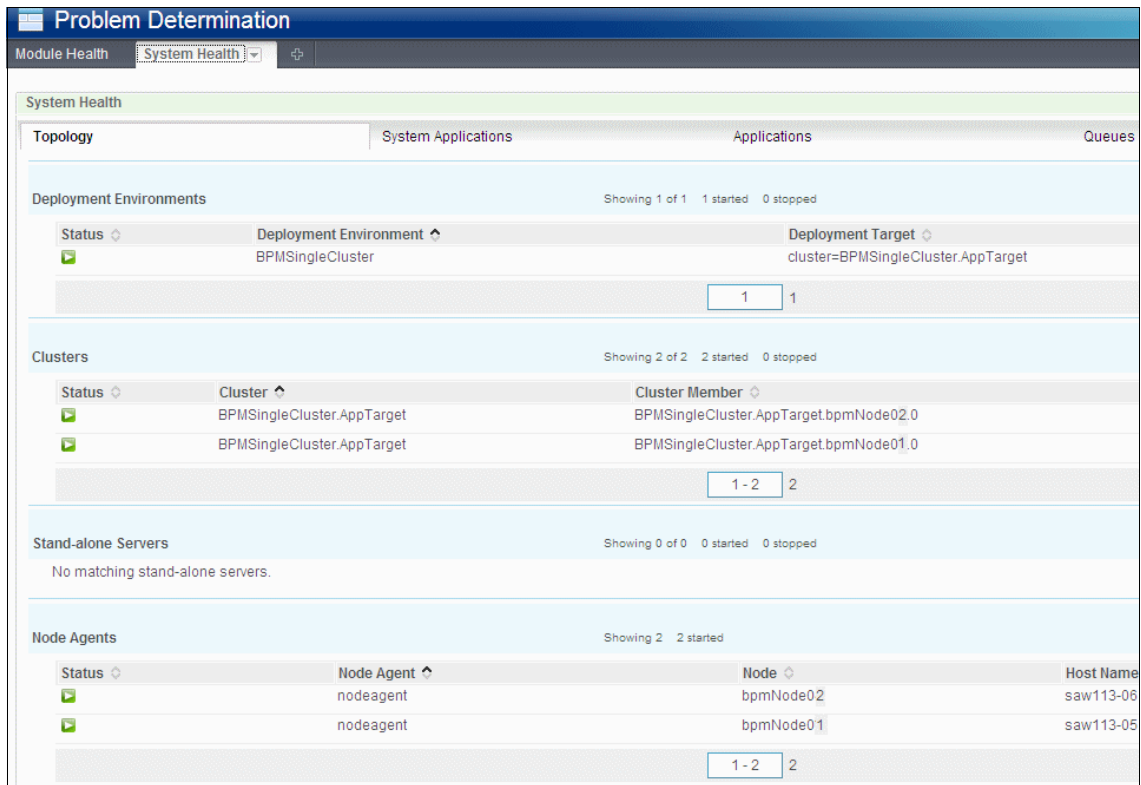 Problem Determination
Module Health System Health
System Health
Topology System Applications Applications Queues
Deployment Environments Showing 1 of 1 1 started 0 stopped
Status Deployment Environment Deployment Target
BPMSingleCluster cluster=BPMSingleCluster.AppTarget
1 1
Clusters Showing 2 of 2 2 started 0 stopped
Status Cluster Cluster Member
BPMSingleCluster.AppTarget BPMSingleCluster.AppTarget.bpmNode02.0
BPMSingleCluster.AppTarget BPMSingleCluster.AppTarget.bpmNode01.0
1 - 2 2
Stand-alone Servers Showing 0 of 0 0 started 0 stopped
No matching stand-alone servers.
Node Agents Showing 2 2 started
Status Node Agent Node Host Name
nodeagent bpmNode02 saw113-06
nodeagent bpmNode01 saw113-05
1 - 2 2